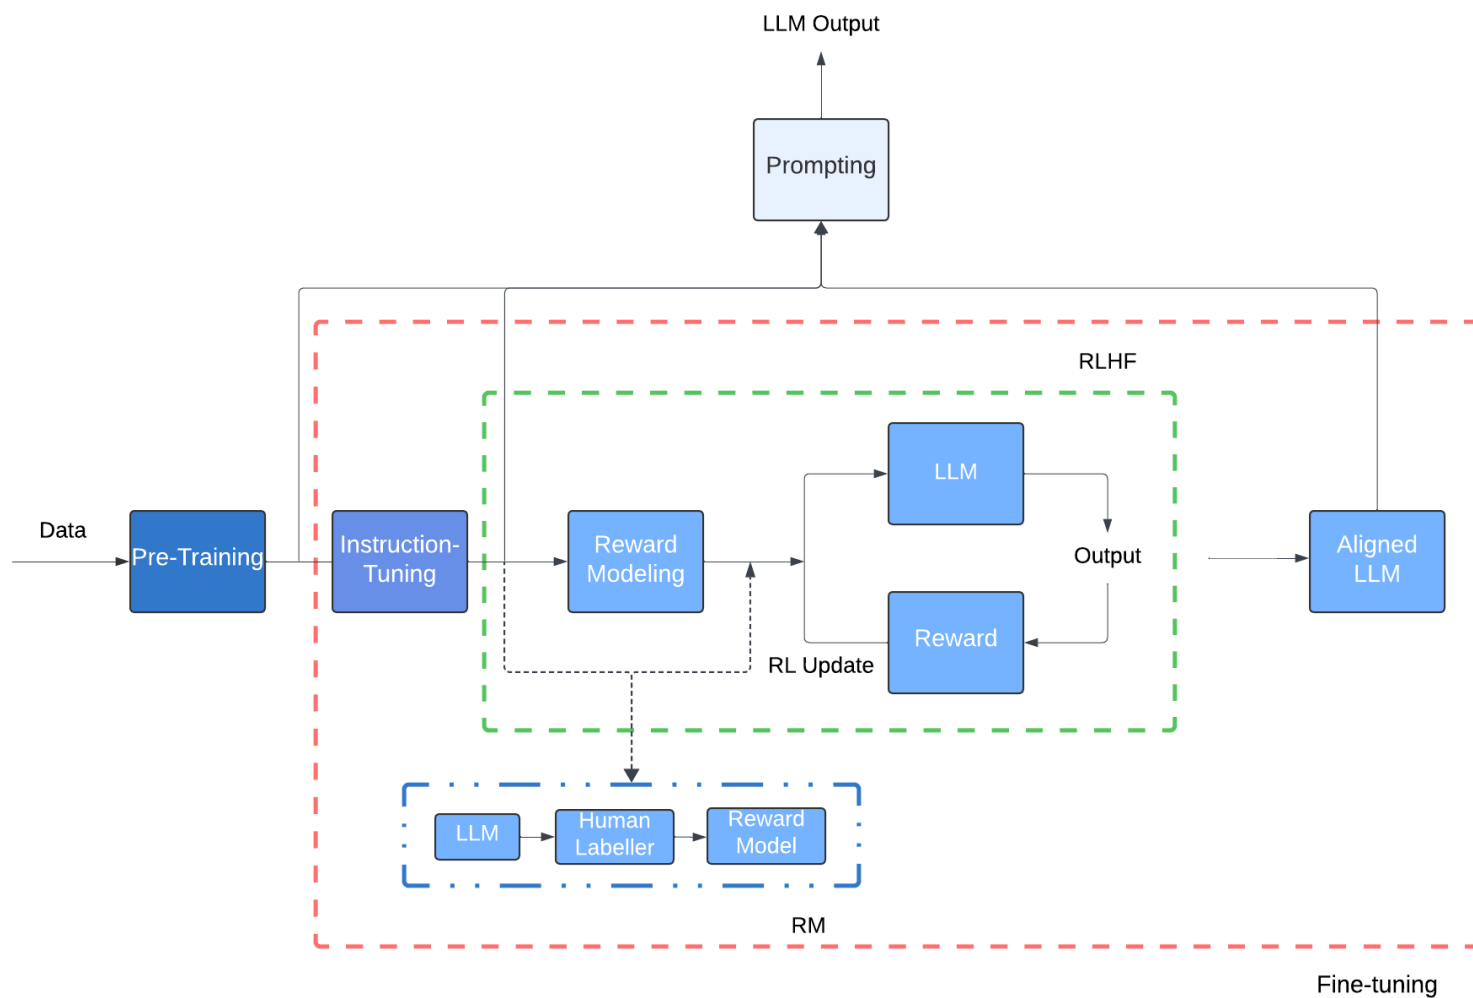 LLM Output
Prompting
RLHF
LLM
Data
Pre-Training
Instruction-
Tuning
Reward
Modeling
Output
Aligned
LLM
Reward
RL Update
LLM
Human
Labeller
Reward
Model
RM
Fine-tuning